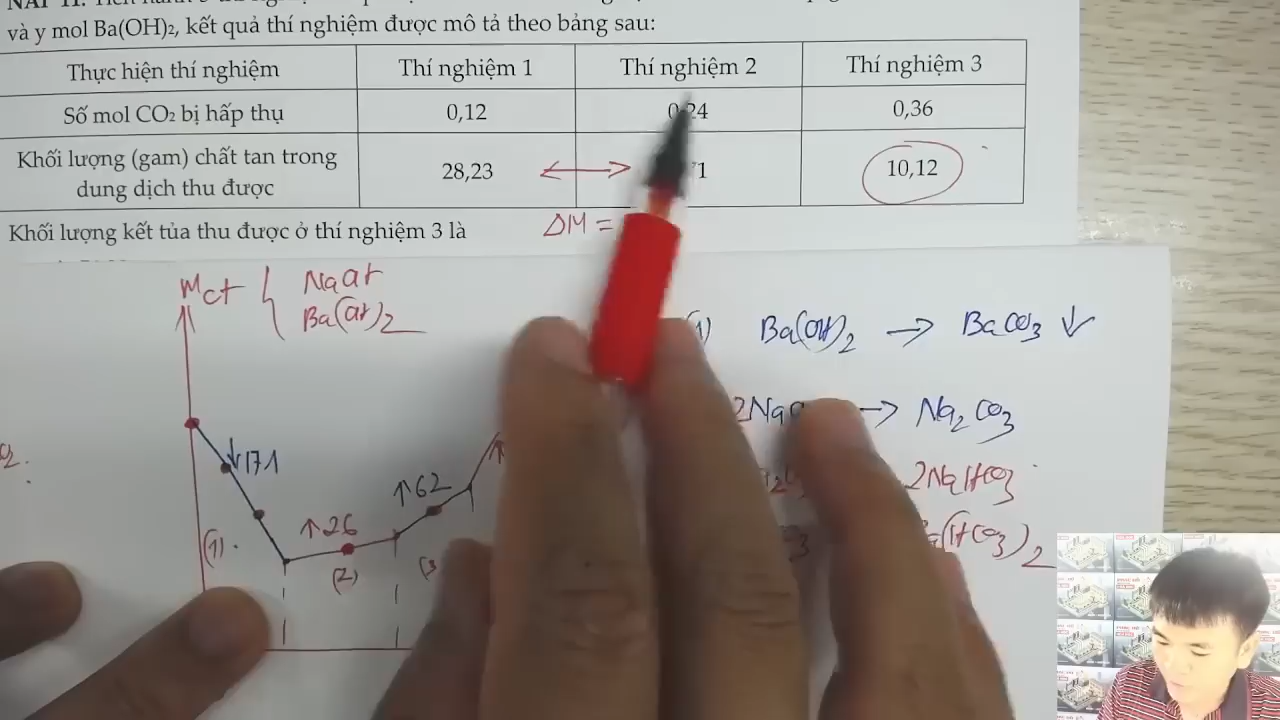 và y mol Ba(OH)₂, kết quả thí nghiệm được mô tả theo bảng sau:
Thực hiện thí nghiệm Thí nghiệm 1 Thí nghiệm 2 Thí nghiệm 3
Số mol CO₂ bị hấp thụ 0,12 0,24 0,36
Khối lượng (gam) chất tan trong
dung dịch thu được 28,23 10,12
Khối lượng kết tủa thu được ở thí nghiệm 3 là
ΔM =
mct { NaOH
Ba(OH)₂
(1) Ba(OH)₂ → BaCO₃ ↓
→ Na₂CO₃
2NaHCO₃
↓171
↑26
↑62
(1)
(2)
(3